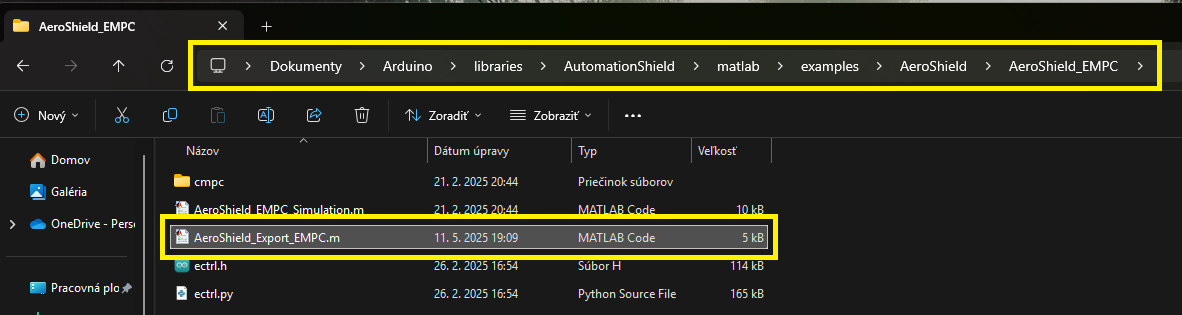 AeroShield_EMPC
Dokumenty > Arduino > libraries > AutomationShield > matlab > examples > AeroShield > AeroShield_EMPC >
Nový Zoradiť Zobraziť
Názov Dátum úpravy Typ Veľkosť
Domov
Galéria
OneDrive - Perso
Pracovná plo
cmpc 21. 2. 2025 20:44 Priečinok súborov
AeroShield_EMPC_Simulation.m 21. 2. 2025 20:44 MATLAB Code 10 kB
AeroShield_Export_EMPC.m 11. 5. 2025 19:09 MATLAB Code 5 kB
ectrl.h 26. 2. 2025 16:54 Súbor H 114 kB
ectrl.py 26. 2. 2025 16:54 Python Source File 165 kB